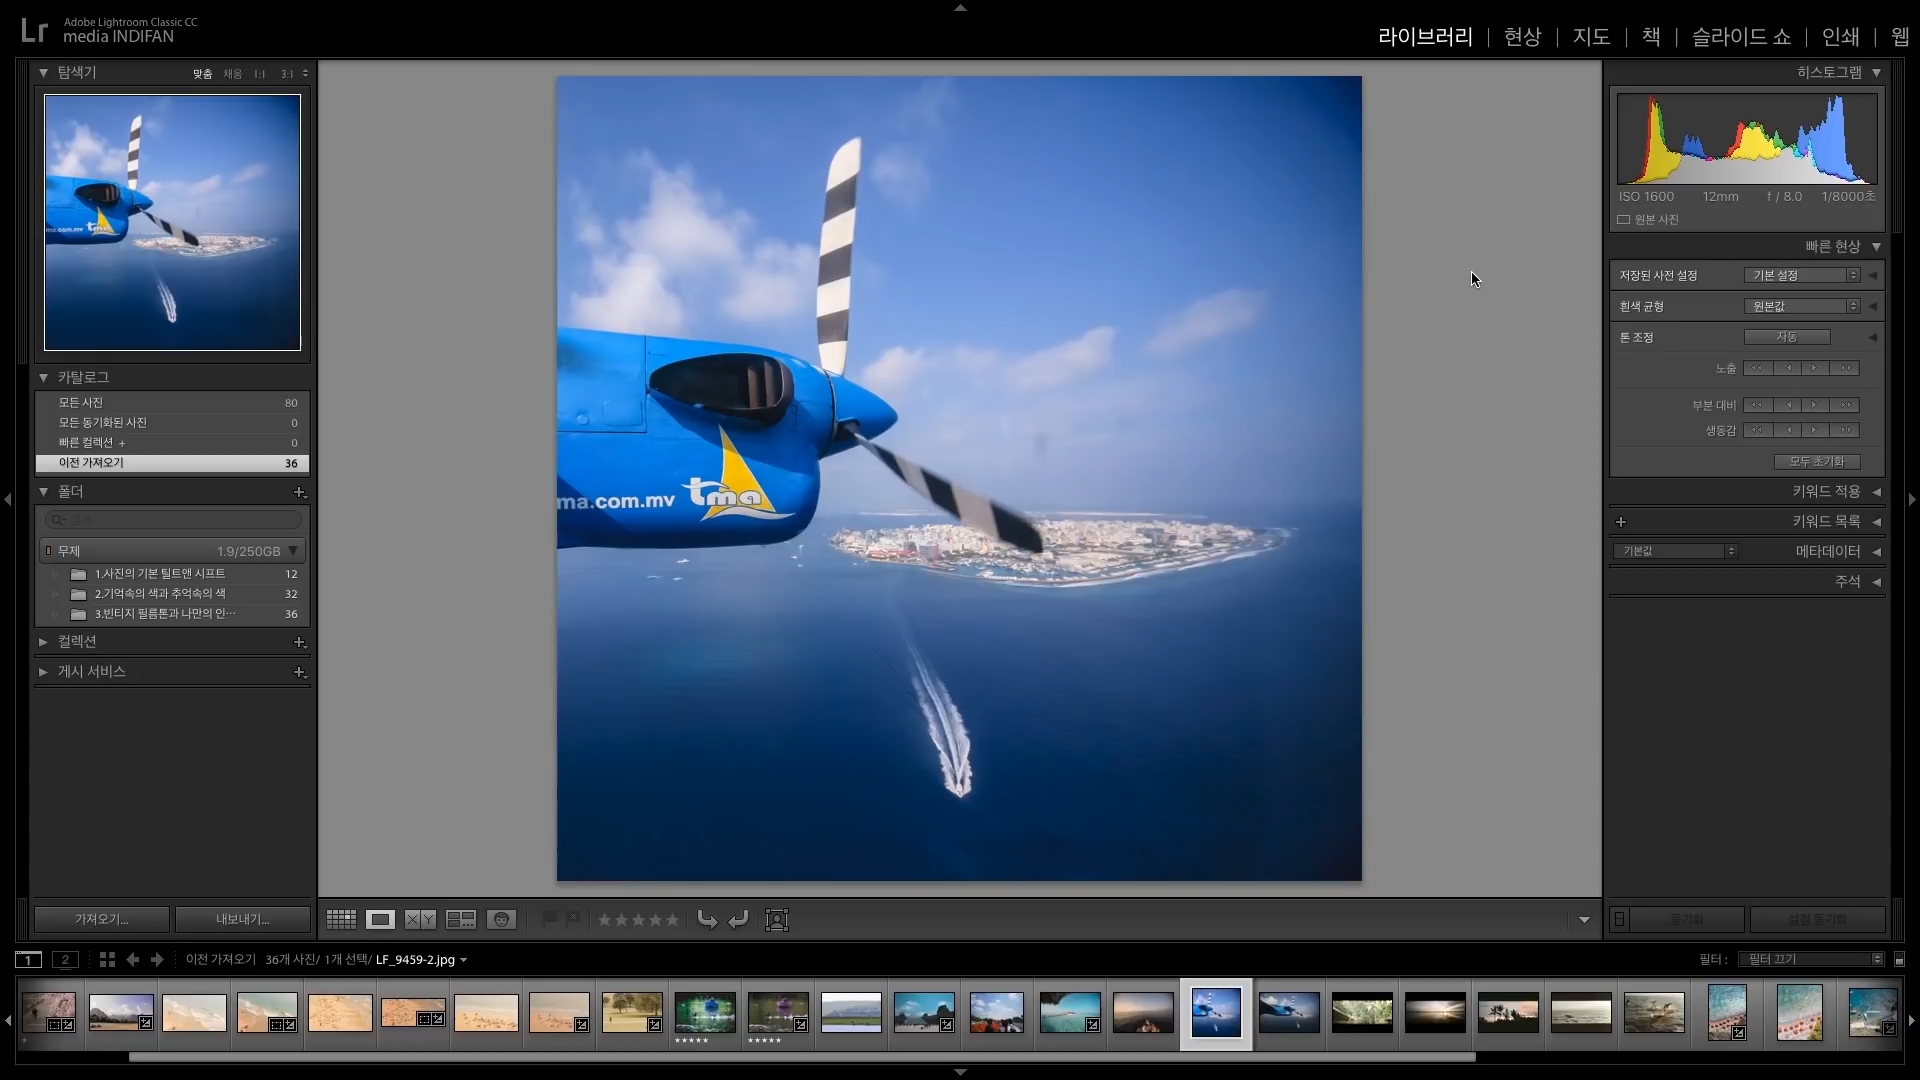 Lr
Adobe Lightroom Classic CC
media INDIFAN
라이브러리 | 현상 | 지도 | 책 | 슬라이드 쇼 | 인쇄 | 웹
탐색기 맞춤 채움 1:1 3:1
카탈로그
모든 사진 80
모든 동기화된 사진 0
빠른 컬렉션 + 0
이전 가져오기 36
폴더
검색
무제 1.9/250GB
1.사진의 기본 틸트앤 시프트 12
2.기억속의 색과 추억속의 색 32
3.빈티지 필름톤과 나만의 인··· 36
컬렉션
게시 서비스
가져오기...
내보내기...
ma.com.mv tma
히스토그램
ISO 1600 12mm f / 8.0 1/8000초
원본 사진
빠른 현상
저장된 사전 설정 기본 설정
흰색 균형 원본값
톤 조정 자동
노출
부분 대비
생동감
모두 초기화
키워드 적용
키워드 목록
기본값 메타데이터
주석
동기화
설정 동기화
XY
1 2 이전 가져오기 36개 사진/ 1개 선택/ LF_9459-2.jpg
필터 : 필터 끄기